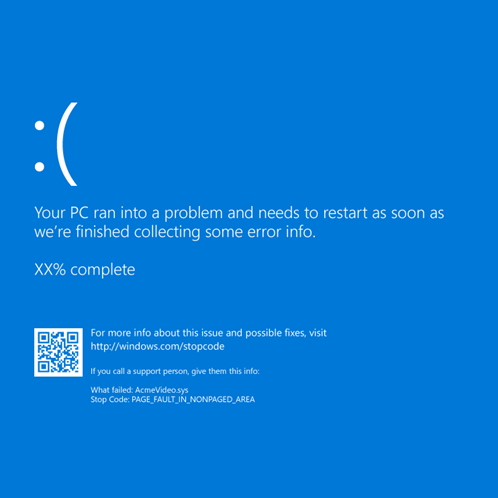 :(
Your PC ran into a problem and needs to restart as soon as
we’re finished collecting some error info.
XX% complete
For more info about this issue and possible fixes, visit
http://windows.com/stopcode
If you call a support person, give them this info:
What failed: AcmeVideo.sys
Stop Code: PAGE_FAULT_IN_NONPAGED_AREA